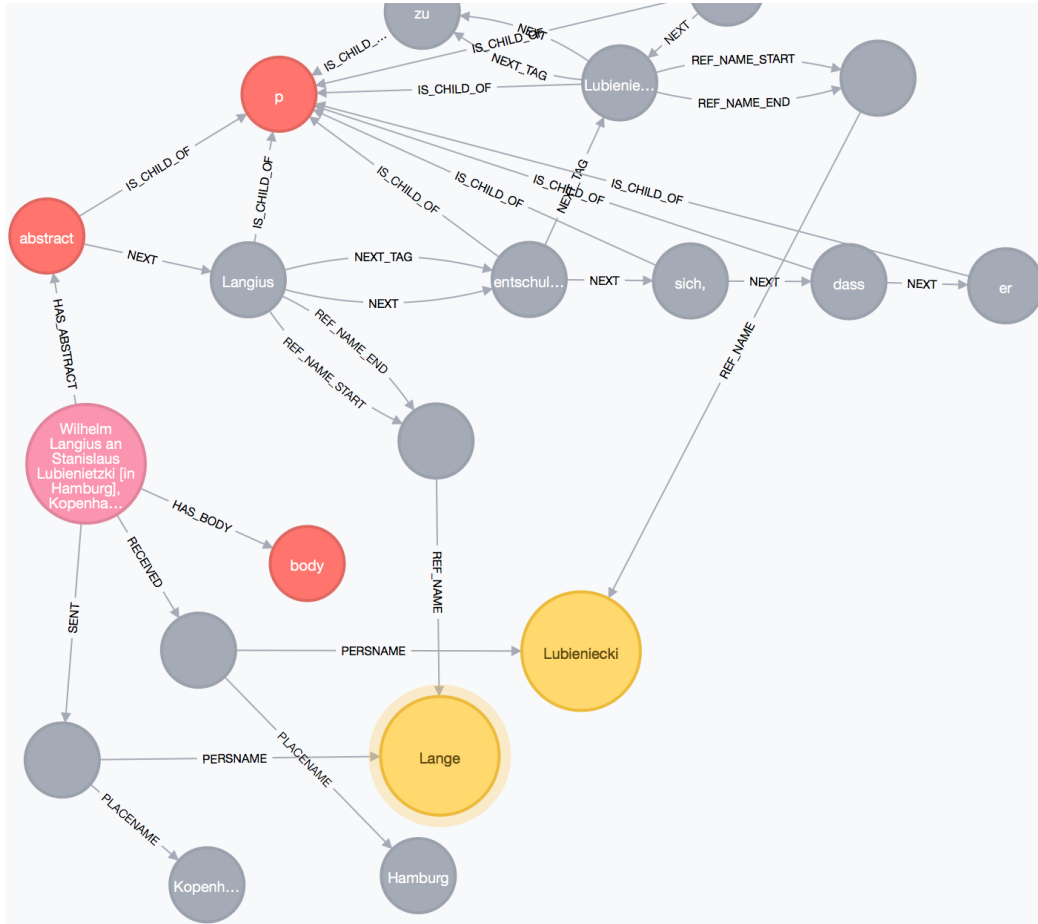 zu
NEXT
IS_CHILD_...
IS_CHILD_OF
NEXT
NEXT_TAG
Lubienie...
REF_NAME_START
REF_NAME_END
IS_CHILD_OF
p
IS_CHILD_OF
IS_CHILD_OF
IS_CHILD_OF
NEXT_TAG
IS_CHILD_OF
IS_CHILD_OF
IS_CHILD_OF
abstract
NEXT
Langius
NEXT_TAG
NEXT
entschul...
NEXT
sich,
NEXT
dass
NEXT
er
HAS_ABSTRACT
REF_NAME_END
REF_NAME_START
REF_NAME
Wilhelm
Langius an
Stanislaus
Lubienietzki [in
Hamburg],
Kopenha...
HAS_BODY
body
RECEIVED
SENT
REF_NAME
PERSNAME
Lubieniecki
PERSNAME
PLACENAME
Lange
PLACENAME
Kopenh...
Hamburg